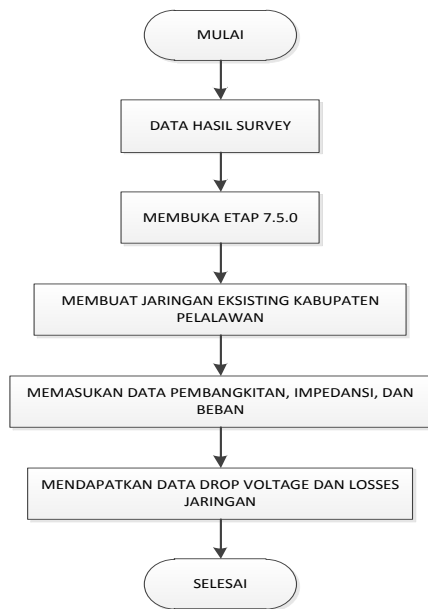 MULAI
DATA HASIL SURVEY
MEMBUKA ETAP 7.5.0
MEMBUAT JARINGAN EKSISTING KABUPATEN
PELALAWAN
MEMASUKAN DATA PEMBANGKITAN, IMPEDANSI, DAN
BEBAN
MENDAPATKAN DATA DROP VOLTAGE DAN LOSSES
JARINGAN
SELESAI